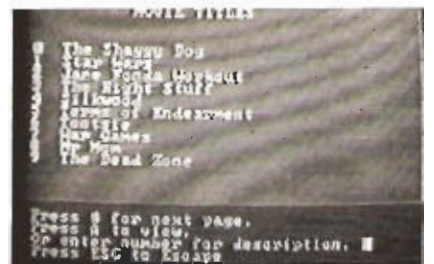 MOVIE TITLES
The Shaggy Dog
Star Wars
Jane Fonda Workout
The Right Stuff
Silkwood
Terms of Endearment
Tootsie
War Games
Mr Mom
The Dead Zone
Press 0 for next page,
Press A to view,
Or enter number for description.
Press ESC to Escape